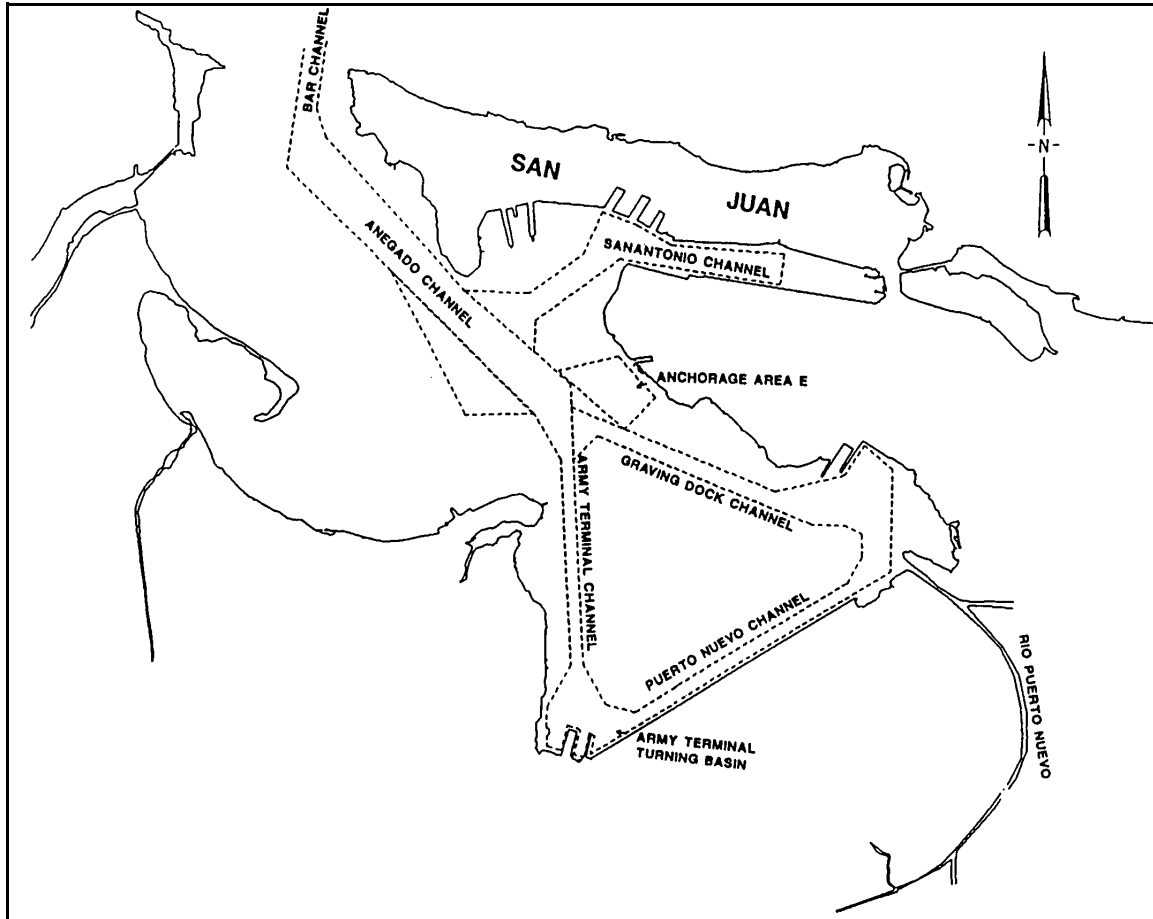 BAR CHANNEL
SAN
JUAN
-N-
ANEGADO CHANNEL
SANANTONIO CHANNEL
ANCHORAGE AREA E
GRAVING DOCK CHANNEL
ARMY TERMINAL CHANNEL
PUERTO NUEVO CHANNEL
RIO PUERTO NUEVO
ARMY TERMINAL
TURNING BASIN